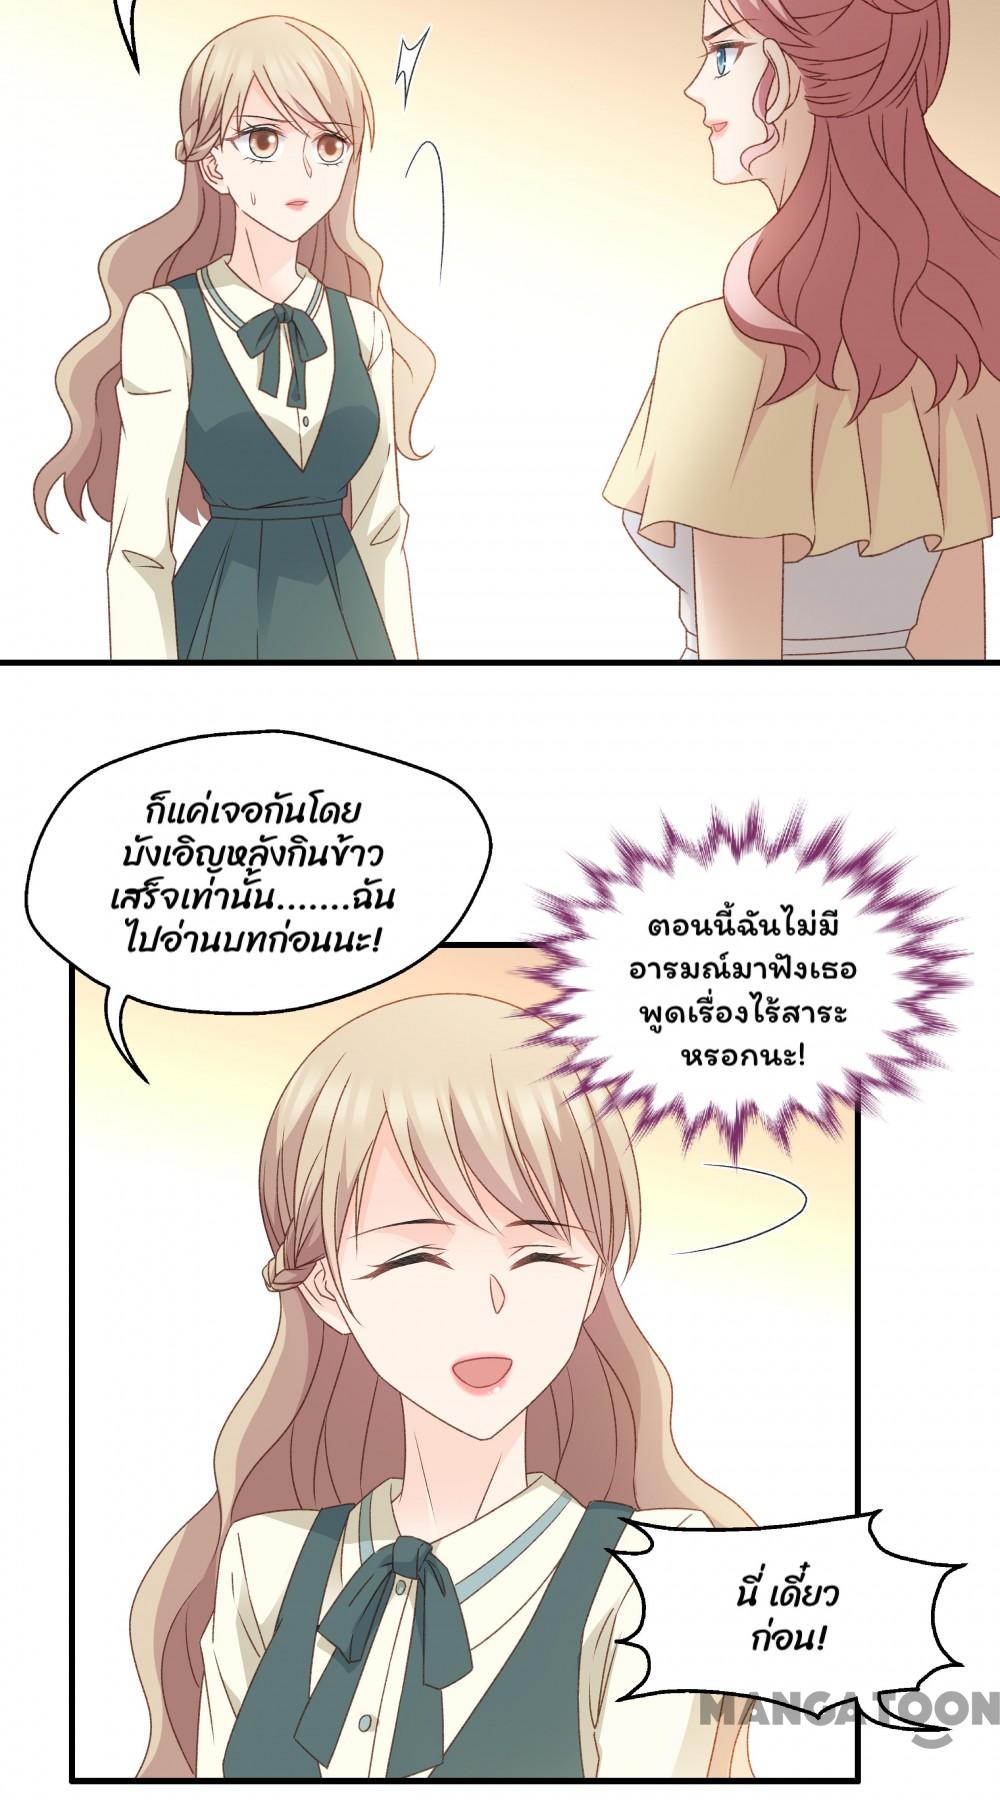 ก็แค่เจอกันโดย
บังเอิญหลังกินข้าว
เสร็จเท่านั้น.......ฉัน
ไปอ่านบทก่อนนะ!
ตอนนี้ฉันไม่มี
อารมณ์มาฟังเธอ
พูดเรื่องไร้สาระ
หรอกนะ!
นี่ เดี๋ยว
ก่อน!
MANGATOON